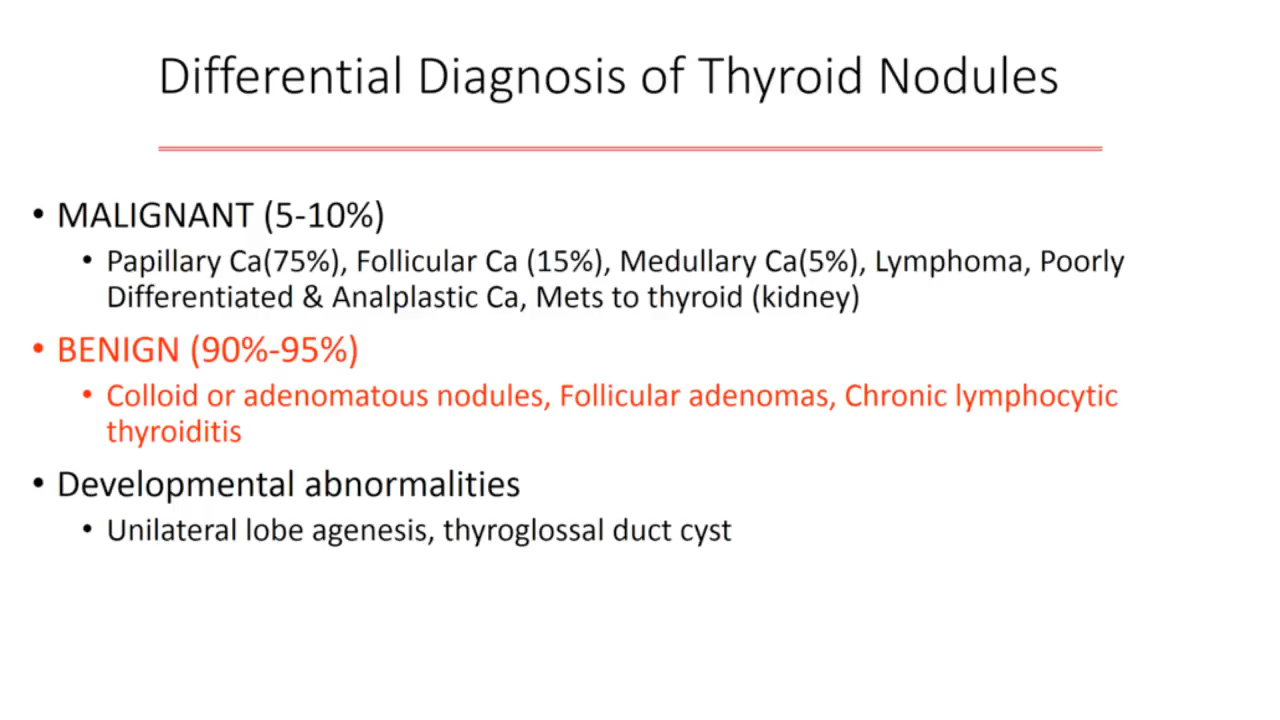 Differential Diagnosis of Thyroid Nodules
• MALIGNANT (5-10%)
• Papillary Ca(75%), Follicular Ca (15%), Medullary Ca(5%), Lymphoma, Poorly
Differentiated & Analplastic Ca, Mets to thyroid (kidney)
• BENIGN (90%-95%)
• Colloid or adenomatous nodules, Follicular adenomas, Chronic lymphocytic
thyroiditis
• Developmental abnormalities
• Unilateral lobe agenesis, thyroglossal duct cyst